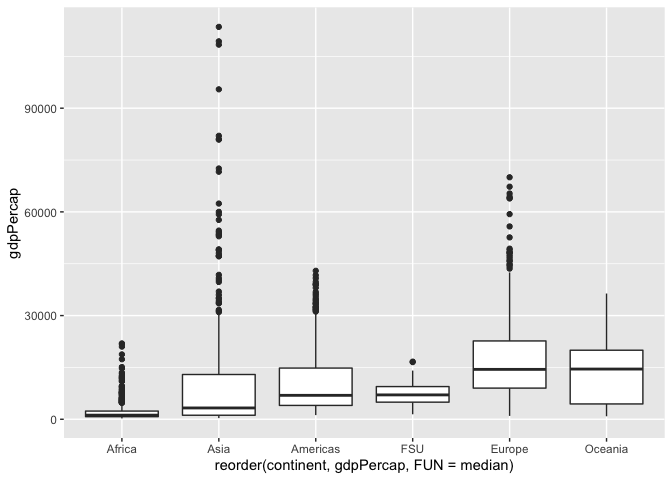 gdpPercap
90000
60000
30000
0
Africa Asia Americas FSU Europe Oceania
reorder(continent, gdpPercap, FUN = median)